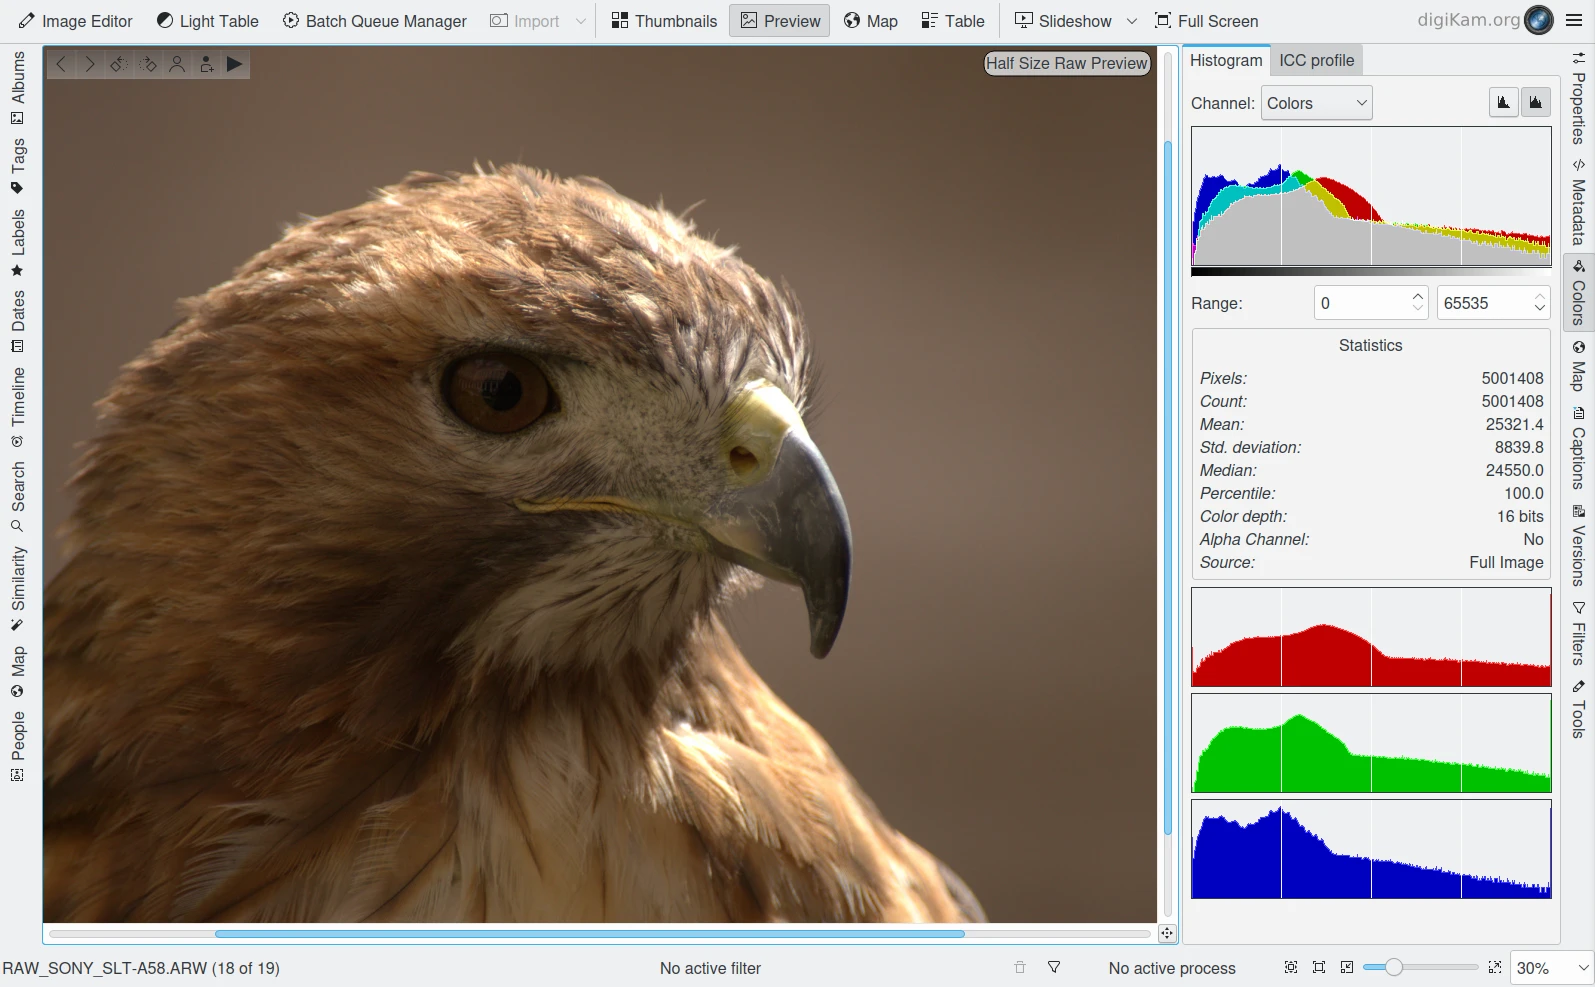 Image Editor Light Table Batch Queue Manager Import Thumbnails Preview Map Table Slideshow Full Screen digiKam.org
Albums
Tags
Labels
Dates
Timeline
Search
Similarity
Map
People
Half Size Raw Preview
Histogram ICC profile
Channel: Colors
Range: 0 65535
Statistics
Pixels: 5001408
Count: 5001408
Mean: 25321.4
Std. deviation: 8839.8
Median: 24550.0
Percentile: 100.0
Color depth: 16 bits
Alpha Channel: No
Source: Full Image
Properties
Metadata
Colors
Map
Captions
Versions
Filters
Tools
RAW_SONY_SLT-A58.ARW (18 of 19) No active filter No active process 30%